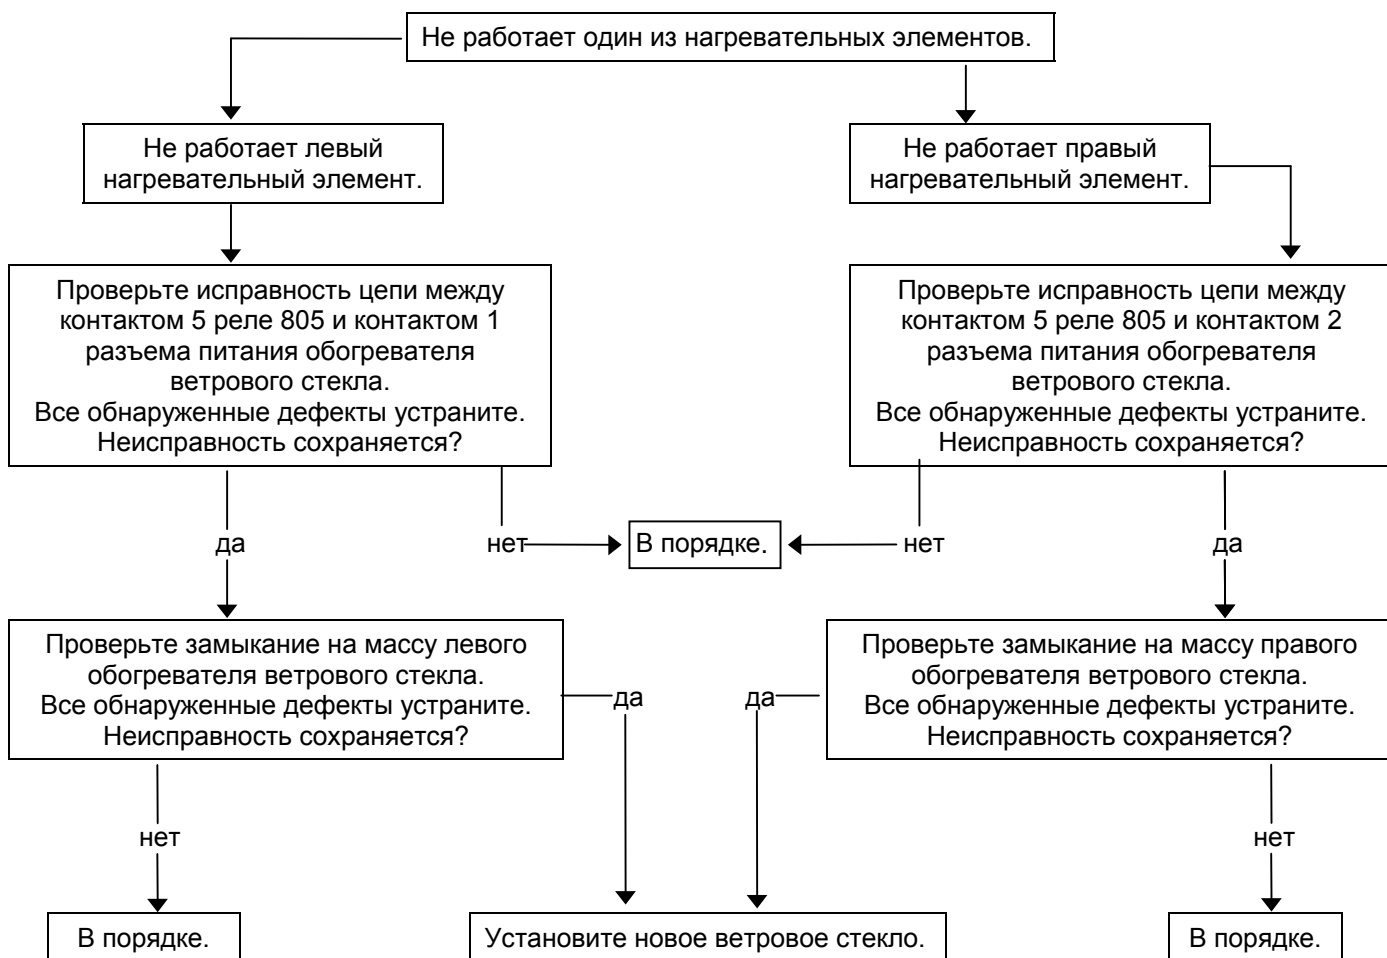 Не работает один из нагревательных элементов.
Не работает левый
нагревательный элемент.
Не работает правый
нагревательный элемент.
Проверьте исправность цепи между
контактом 5 реле 805 и контактом 1
разъема питания обогревателя
ветрового стекла.
Все обнаруженные дефекты устраните.
Неисправность сохраняется?
Проверьте исправность цепи между
контактом 5 реле 805 и контактом 2
разъема питания обогревателя
ветрового стекла.
Все обнаруженные дефекты устраните.
Неисправность сохраняется?
да
нет
В порядке.
нет
да
Проверьте замыкание на массу левого
обогревателя ветрового стекла.
Все обнаруженные дефекты устраните.
Неисправность сохраняется?
да
да
Проверьте замыкание на массу правого
обогревателя ветрового стекла.
Все обнаруженные дефекты устраните.
Неисправность сохраняется?
нет
нет
В порядке.
Установите новое ветровое стекло.
В порядке.